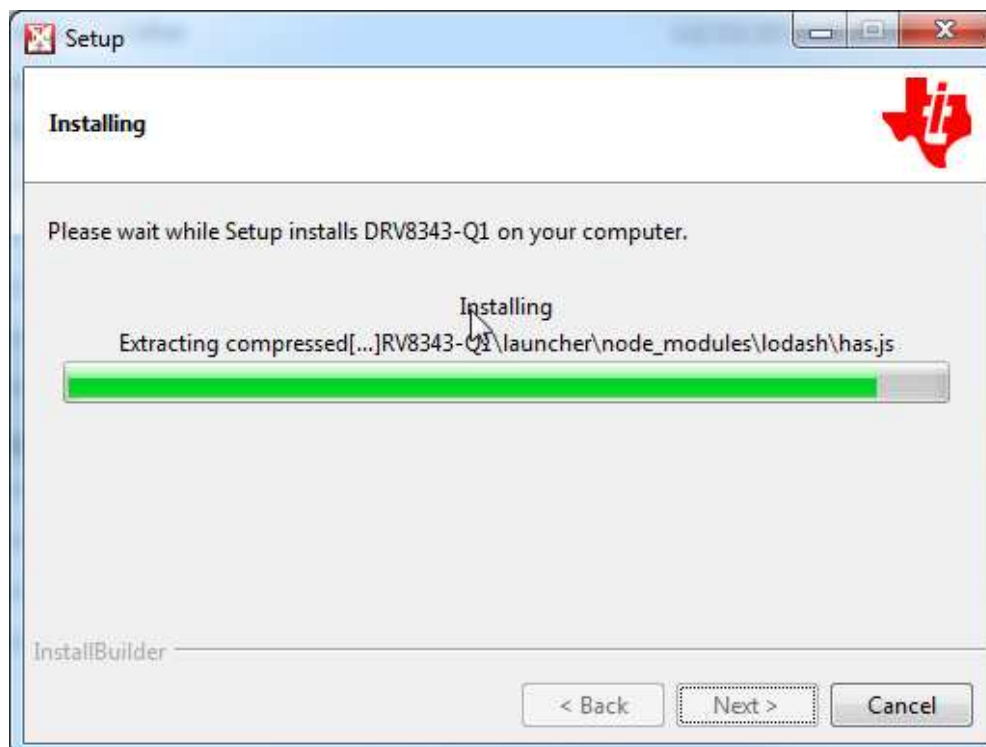 Setup
Installing
Please wait while Setup installs DRV8343-Q1 on your computer.
Installing
Extracting compressed[...]RV8343-Q1\launcher\node_modules\lodash\has.js
InstallBuilder
< Back
Next >
Cancel